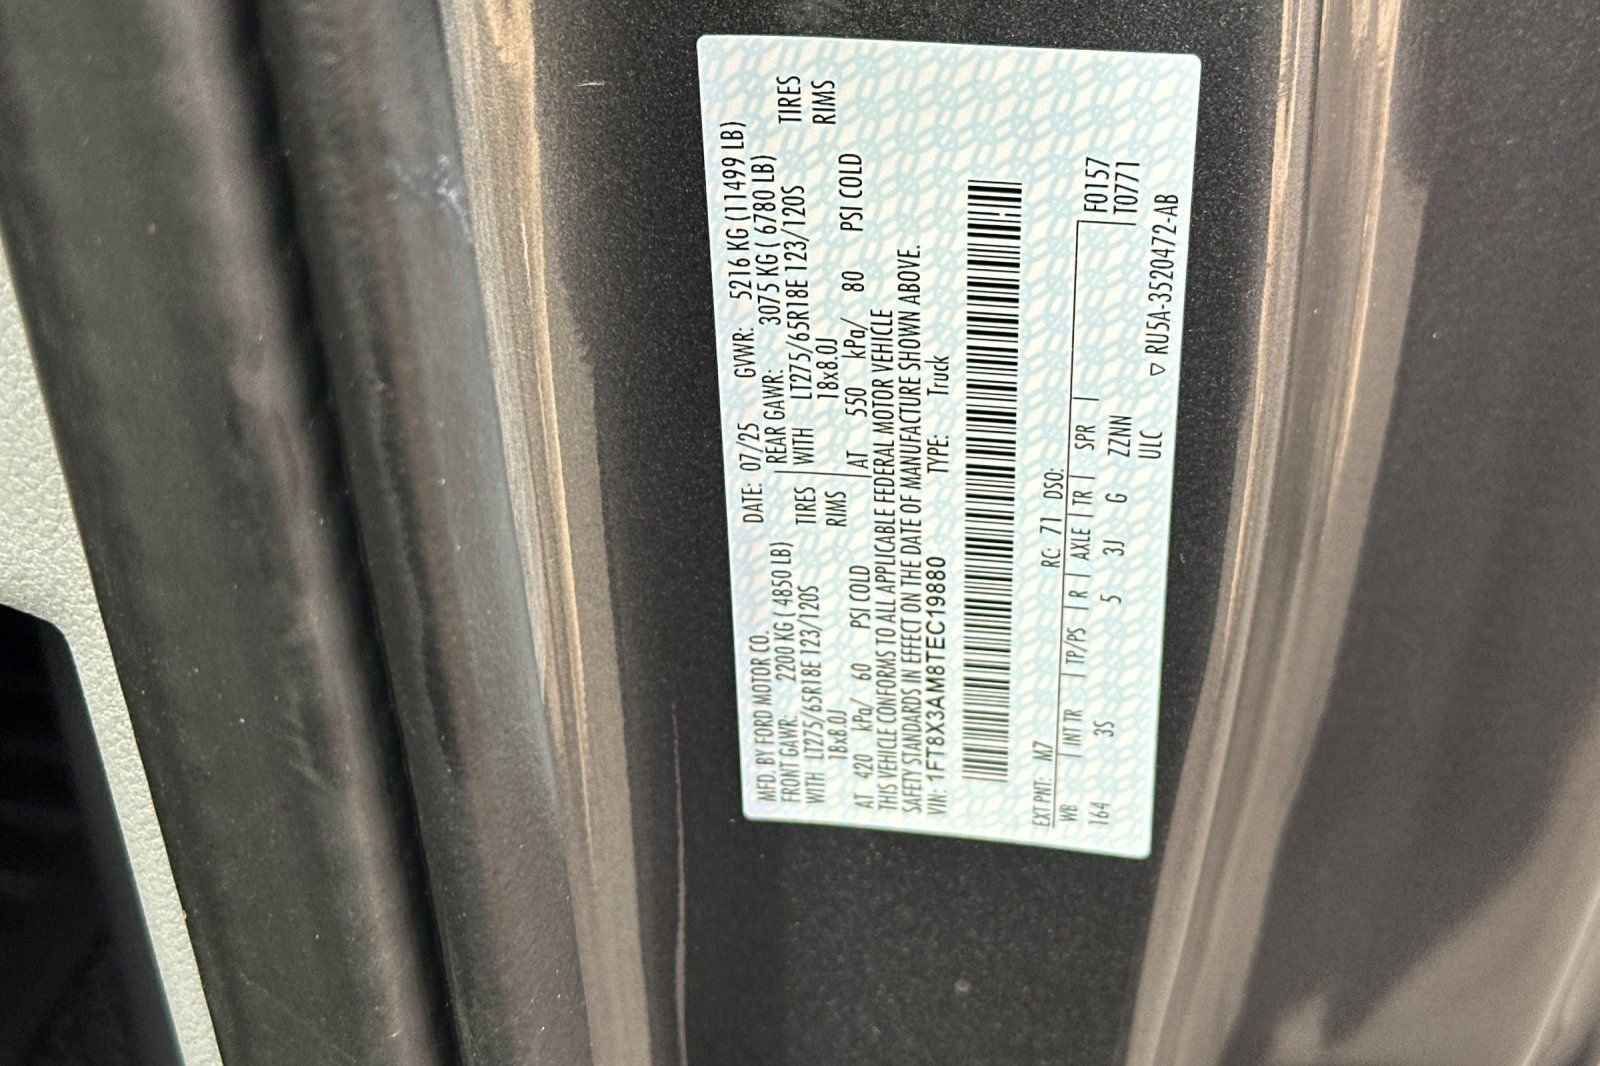 MFD. BY FORD MOTOR CO.
DATE: 07/25 GVWR: 5216 KG (11499 LB)
FRONT GAWR: 2200 KG ( 4850 LB) REAR GAWR: 3075 KG ( 6780 LB)
WITH LT275/65R18E 123/120S TIRES WITH LT275/65R18E 123/120S TIRES
18x8.0J RIMS 18x8.0J RIMS
AT 420 kPa/ 60 PSI COLD AT 550 kPa/ 80 PSI COLD
THIS VEHICLE CONFORMS TO ALL APPLICABLE FEDERAL MOTOR VEHICLE
SAFETY STANDARDS IN EFFECT ON THE DATE OF MANUFACTURE SHOWN ABOVE.
VIN: 1FT8X3AM8TEC19880 TYPE: Truck
EXT PNT: M7 RC: 71 DSO:
WB | INT TR | TP/PS | R | AXLE | TR | SPR | F0157
164 3S 5 3J G ZZNN T0771
ULC ▽ RU5A-3520472-AB